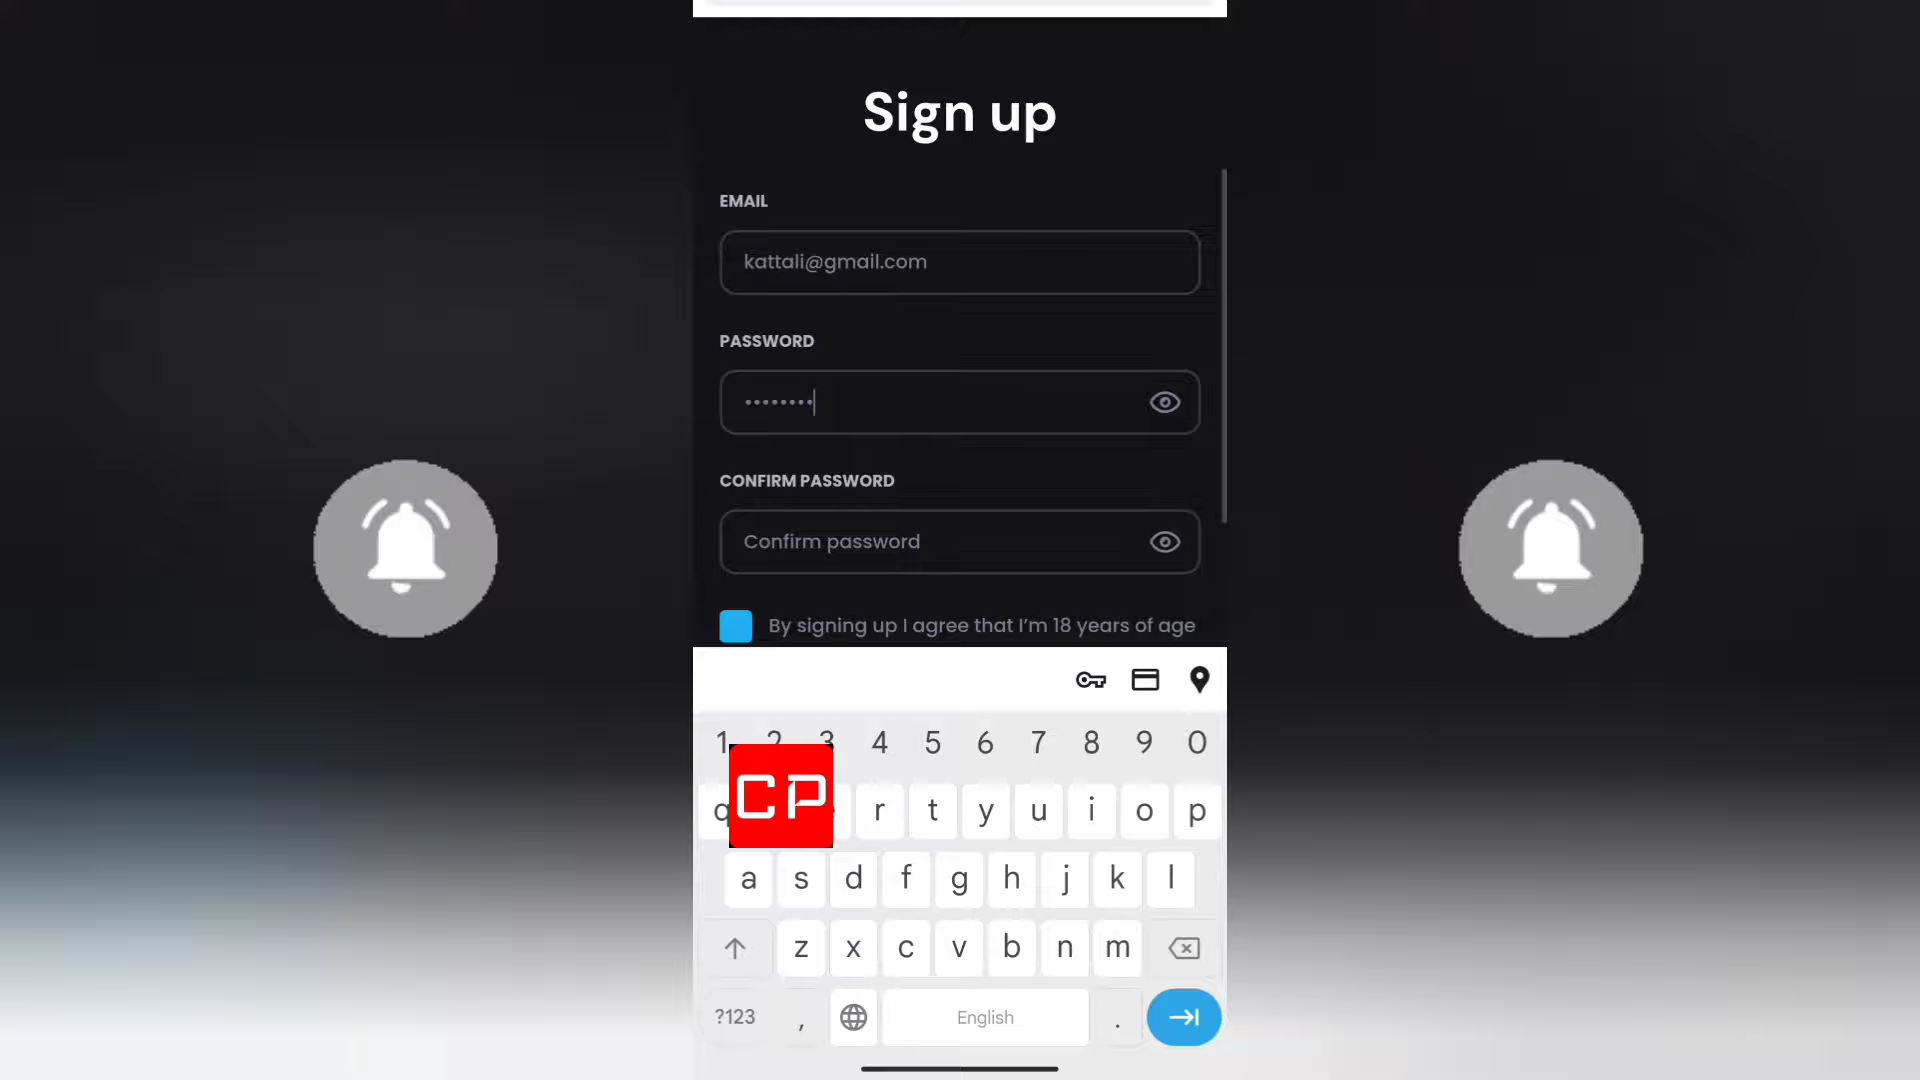 Sign up
EMAIL
kattali@gmail.com
PASSWORD
••••••••
CONFIRM PASSWORD
Confirm password
By signing up I agree that I’m 18 years of age
1 2 3 4 5 6 7 8 9 0
q r t y u i o p
CP
a s d f g h j k l
z x c v b n m
?123 , English .